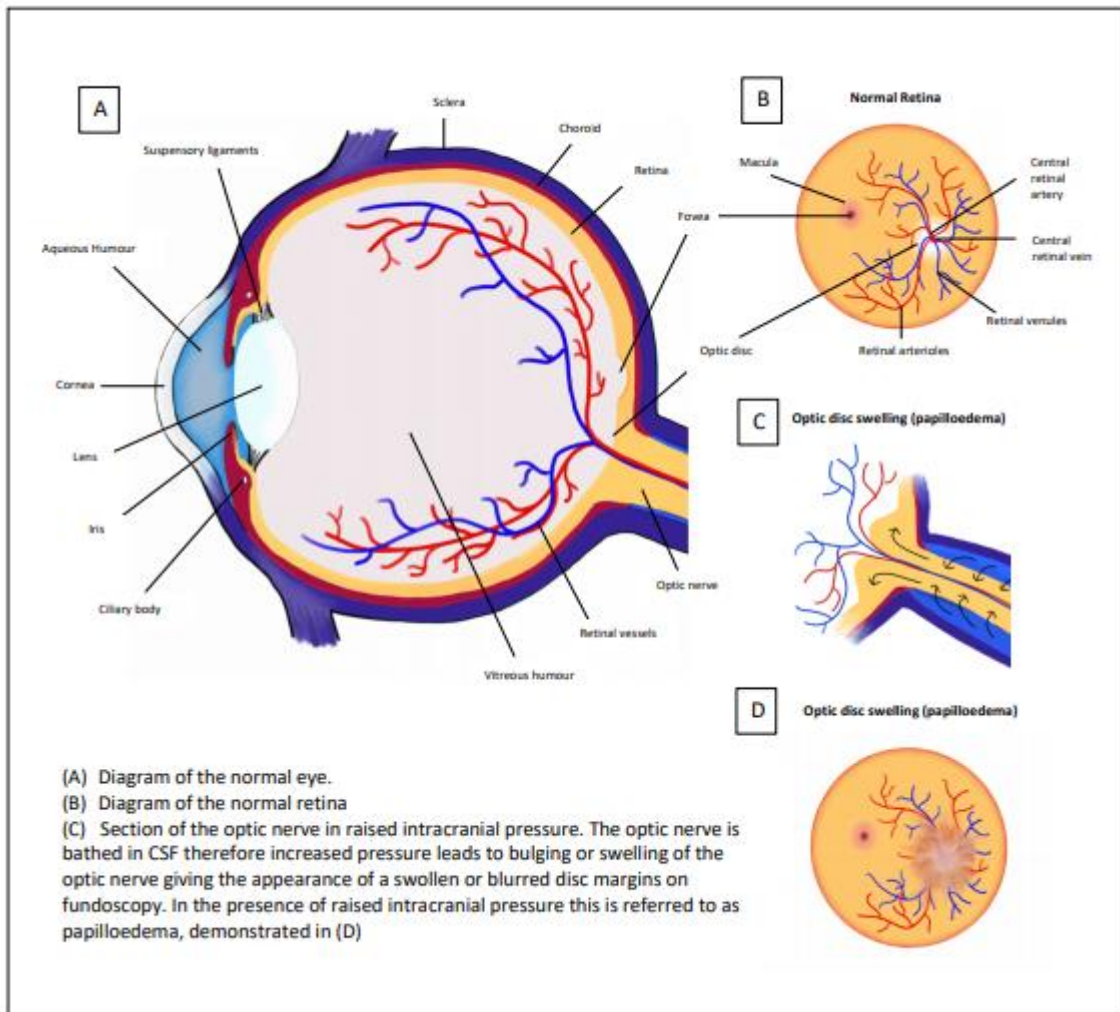 A
Sclera
Choroid
Suspensory ligaments
Retina
Aqueous Humour
Fovea
Cornea
Optic disc
Lens
Iris
Optic nerve
Ciliary body
Retinal vessels
Vitreous humour
B
Normal Retina
Macula
Central
retinal
artery
Central
retinal vein
Retinal venules
Retinal arterioles
C
Optic disc swelling (papilloedema)
D
Optic disc swelling (papilloedema)
(A) Diagram of the normal eye.
(B) Diagram of the normal retina
(C) Section of the optic nerve in raised intracranial pressure. The optic nerve is
bathed in CSF therefore increased pressure leads to bulging or swelling of the
optic nerve giving the appearance of a swollen or blurred disc margins on
fundoscopy. In the presence of raised intracranial pressure this is referred to as
papilloedema, demonstrated in (D)